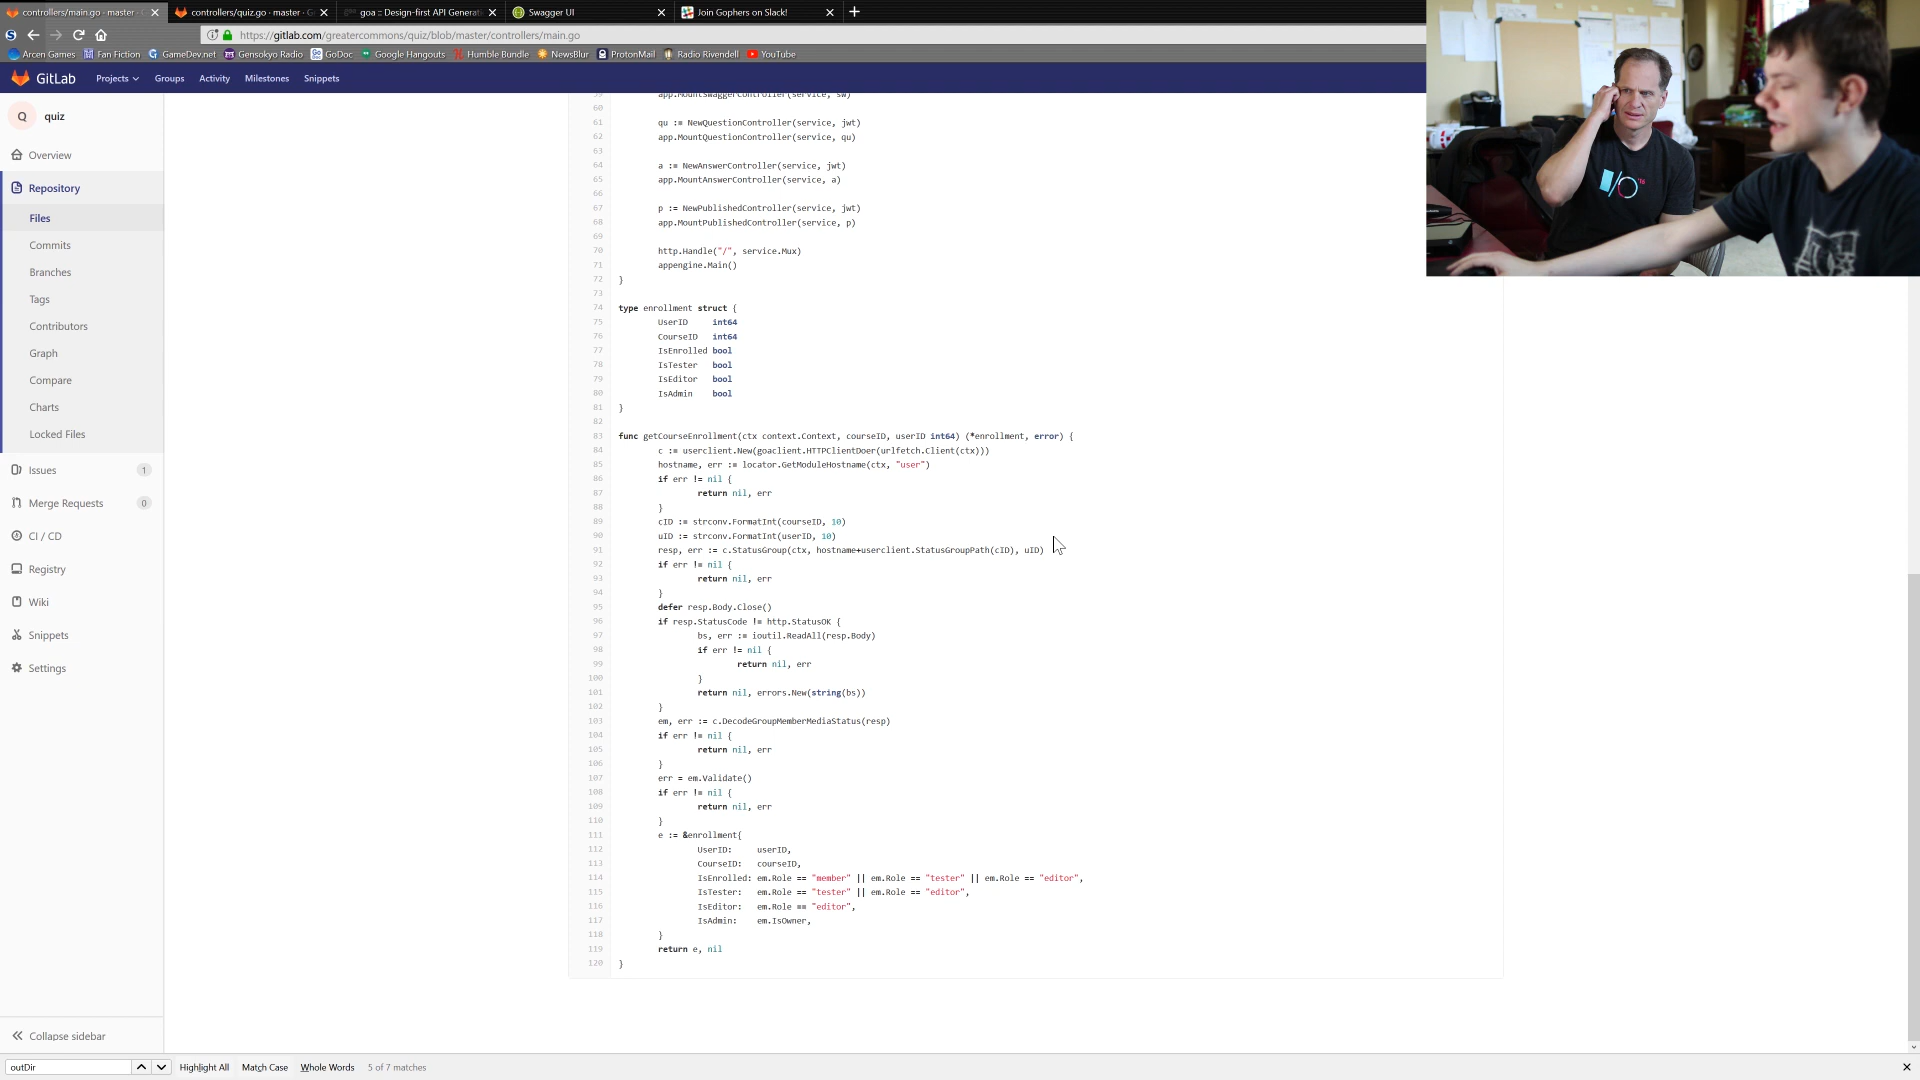 controllers/main.go · master ·
controllers/quiz.go · master · G
goa :: Design-first API Generati
Swagger UI
Join Gophers on Slack!
https://gitlab.com/greatercommons/quiz/blob/master/controllers/main.go
Arcen Games
Fan Fiction
GameDev.net
Gensokyo Radio
GoDoc
Google Hangouts
Humble Bundle
NewsBlur
ProtonMail
Radio Rivendell
YouTube
GitLab
Projects
Groups
Activity
Milestones
Snippets
Q quiz
Overview
Repository
Files
Commits
Branches
Tags
Contributors
Graph
Compare
Charts
Locked Files
Issues 1
Merge Requests 0
CI / CD
Registry
Wiki
Snippets
Settings
Collapse sidebar
59 app.MountSwaggerController(service, sw)
60
61 qu := NewQuestionController(service, jwt)
62 app.MountQuestionController(service, qu)
63
64 a := NewAnswerController(service, jwt)
65 app.MountAnswerController(service, a)
66
67 p := NewPublishedController(service, jwt)
68 app.MountPublishedController(service, p)
69
70 http.Handle("/", service.Mux)
71 appengine.Main()
72 }
73
74 type enrollment struct {
75 UserID int64
76 CourseID int64
77 IsEnrolled bool
78 IsTester bool
79 IsEditor bool
80 IsAdmin bool
81 }
82
83 func getCourseEnrollment(ctx context.Context, courseID, userID int64) (*enrollment, error) {
84 c := userclient.New(goaclient.HTTPClientDoer(urlfetch.Client(ctx)))
85 hostname, err := locator.GetModuleHostname(ctx, "user")
86 if err != nil {
87 return nil, err
88 }
89 cID := strconv.FormatInt(courseID, 10)
90 uID := strconv.FormatInt(userID, 10)
91 resp, err := c.StatusGroup(ctx, hostname+userclient.StatusGroupPath(cID), uID)
92 if err != nil {
93 return nil, err
94 }
95 defer resp.Body.Close()
96 if resp.StatusCode != http.StatusOK {
97 bs, err := ioutil.ReadAll(resp.Body)
98 if err != nil {
99 return nil, err
100 }
101 return nil, errors.New(string(bs))
102 }
103 em, err := c.DecodeGroupMemberMediaStatus(resp)
104 if err != nil {
105 return nil, err
106 }
107 err = em.Validate()
108 if err != nil {
109 return nil, err
110 }
111 e := &enrollment{
112 UserID: userID,
113 CourseID: courseID,
114 IsEnrolled: em.Role == "member" || em.Role == "tester" || em.Role == "editor",
115 IsTester: em.Role == "tester" || em.Role == "editor",
116 IsEditor: em.Role == "editor",
117 IsAdmin: em.IsOwner,
118 }
119 return e, nil
120 }
I/O
outDir
Highlight All
Match Case
Whole Words
5 of 7 matches